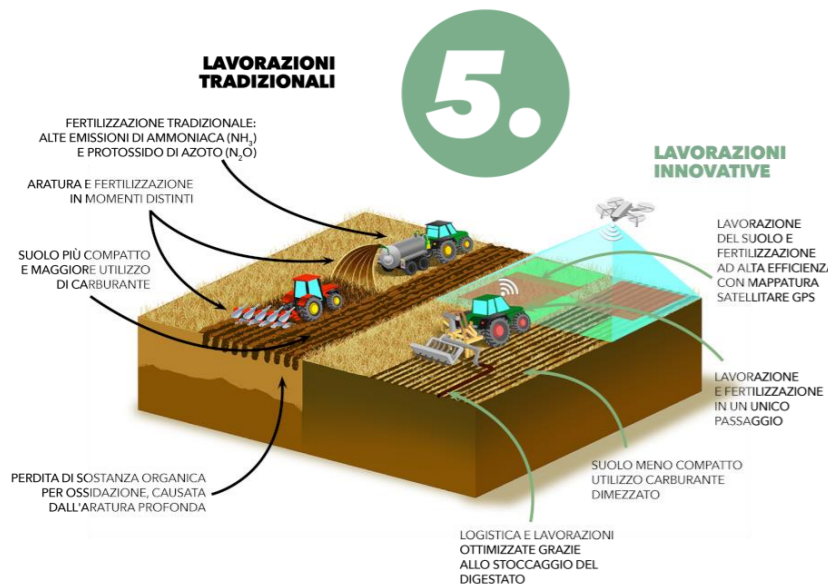 LAVORAZIONI
TRADIZIONALI
5.
FERTILIZZAZIONE TRADIZIONALE:
ALTE EMISSIONI DI AMMONIACA (NH₃)
E PROTOSSIDO DI AZOTO (N₂O)
ARATURA E FERTILIZZAZIONE
IN MOMENTI DISTINTI
SUOLO PIÙ COMPATTO
E MAGGIORE UTILIZZO
DI CARBURANTE
PERDITA DI SOSTANZA ORGANICA
PER OSSIDAZIONE, CAUSATA
DALL'ARATURA PROFONDA
LAVORAZIONI
INNOVATIVE
LAVORAZIONE
DEL SUOLO E
FERTILIZZAZIONE
AD ALTA EFFICIENZA
CON MAPPATURA
SATELLITARE GPS
LAVORAZIONE
E FERTILIZZAZIONE
IN UN UNICO
PASSAGGIO
SUOLO MENO COMPATTO
UTILIZZO CARBURANTE
DIMEZZATO
LOGISTICA E LAVORAZIONI
OTTIMIZZATE GRAZIE
ALLO STOCCAGGIO DEL
DIGESTATO